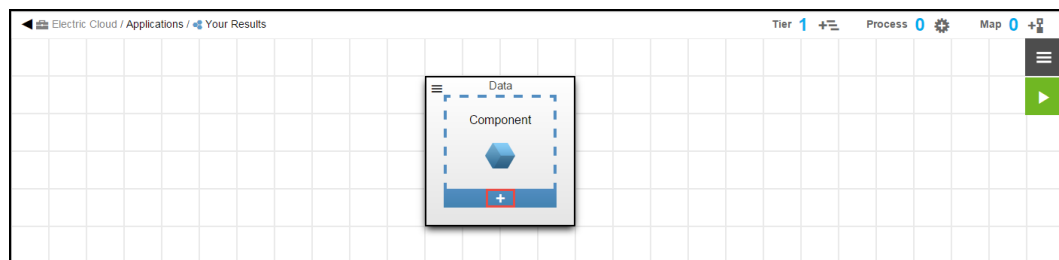 Electric Cloud / Applications / Your Results
Tier 1
Process 0
Map 0
Data
Component